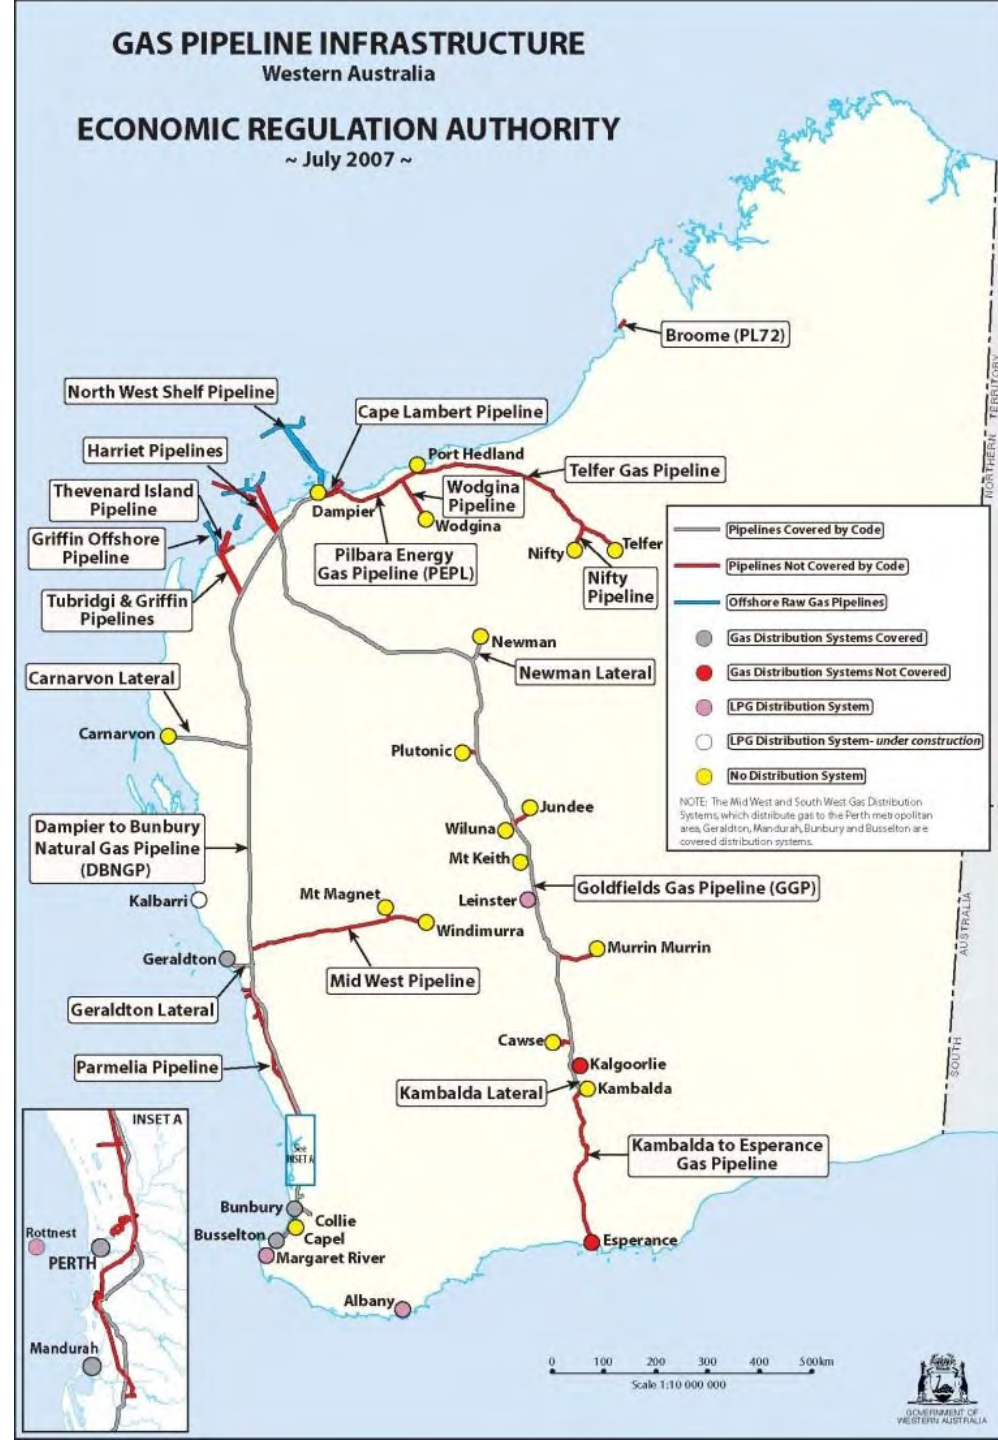 GAS PIPELINE INFRASTRUCTURE
Western Australia
ECONOMIC REGULATION AUTHORITY
~ July 2007 ~
Broome (PL72)
NORTHERN TERRITORY
North West Shelf Pipeline
Cape Lambert Pipeline
Harriet Pipelines
Port Hedland
Telfer Gas Pipeline
Thevenard Island
Pipeline
Wodgina
Pipeline
Dampier
Wodgina
Griffin Offshore
Pipeline
Pilbara Energy
Gas Pipeline (PEPL)
Nifty
Telfer
Nifty
Pipeline
Tubridgi & Griffin
Pipelines
Pipelines Covered by Code
Pipelines Not Covered by Code
Offshore Raw Gas Pipelines
Gas Distribution Systems Covered
Gas Distribution Systems Not Covered
LPG Distribution System
LPG Distribution System- under construction
No Distribution System
NOTE: The Mid West and South West Gas Distribution
Systems, which distribute gas to the Perth metropolitan
area, Geraldton, Mandurah, Bunbury and Busselton are
covered distribution systems.
Newman
Newman Lateral
Carnarvon Lateral
Carnarvon
Plutonic
Jundee
Wiluna
Dampier to Bunbury
Natural Gas Pipeline
(DBNGP)
Mt Keith
Goldfields Gas Pipeline (GGP)
Leinster
Kalbarri
Mt Magnet
Windimurra
Murrin Murrin
Geraldton
Mid West Pipeline
Geraldton Lateral
SOUTH AUSTRALIA
Cawse
Kalgoorlie
Parmelia Pipeline
Kambalda Lateral
Kambalda
Kambalda to Esperance
Gas Pipeline
See
INSET A
Bunbury
Collie
Busselton
Capel
Margaret River
Esperance
Albany
INSET A
Rottnest
PERTH
Mandurah
0 100 200 300 400 500km
Scale 1:10 000 000
GOVERNMENT OF
WESTERN AUSTRALIA